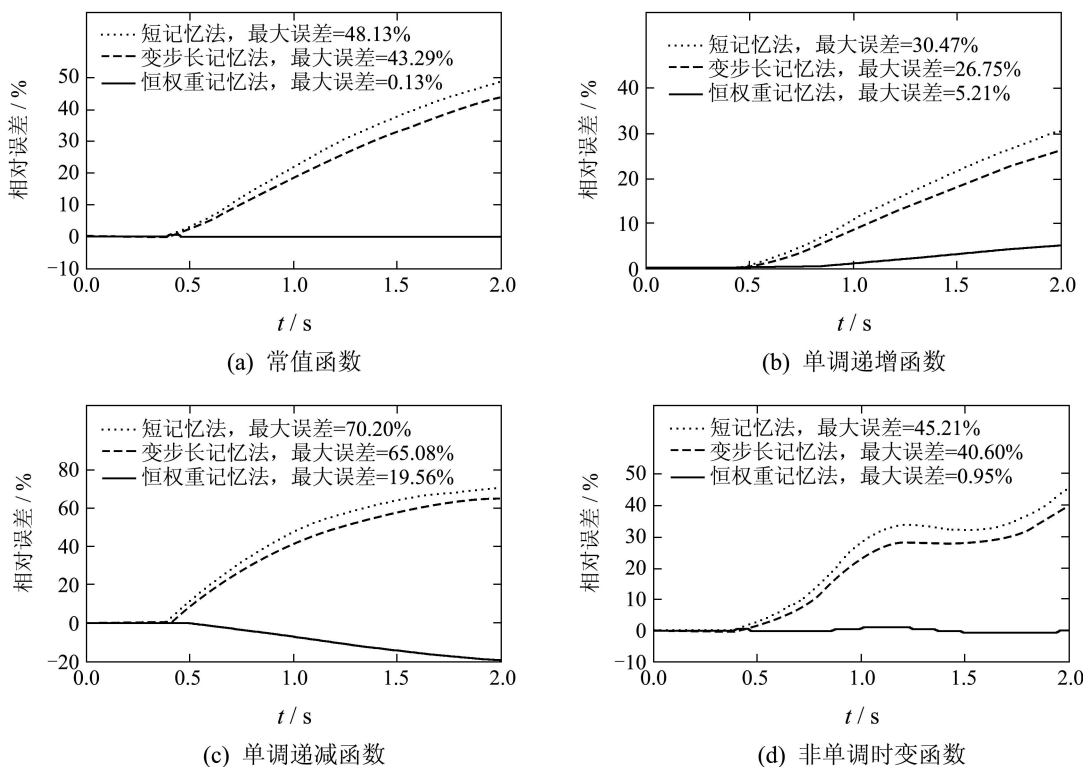 短记忆法，最大误差=48.13%
变步长记忆法，最大误差=43.29%
恒权重记忆法，最大误差=0.13%
相对误差 / %
50
40
30
20
10
0
−10
0.0 0.5 1.0 1.5 2.0
t / s
(a) 常值函数
短记忆法，最大误差=30.47%
变步长记忆法，最大误差=26.75%
恒权重记忆法，最大误差=5.21%
相对误差 / %
40
30
20
10
0
0.0 0.5 1.0 1.5 2.0
t / s
(b) 单调递增函数
短记忆法，最大误差=70.20%
变步长记忆法，最大误差=65.08%
恒权重记忆法，最大误差=19.56%
相对误差 / %
80
60
40
20
0
−20
0.0 0.5 1.0 1.5 2.0
t / s
(c) 单调递减函数
短记忆法，最大误差=45.21%
变步长记忆法，最大误差=40.60%
恒权重记忆法，最大误差=0.95%
相对误差 / %
50
40
30
20
10
0
−10
0.0 0.5 1.0 1.5 2.0
t / s
(d) 非单调时变函数